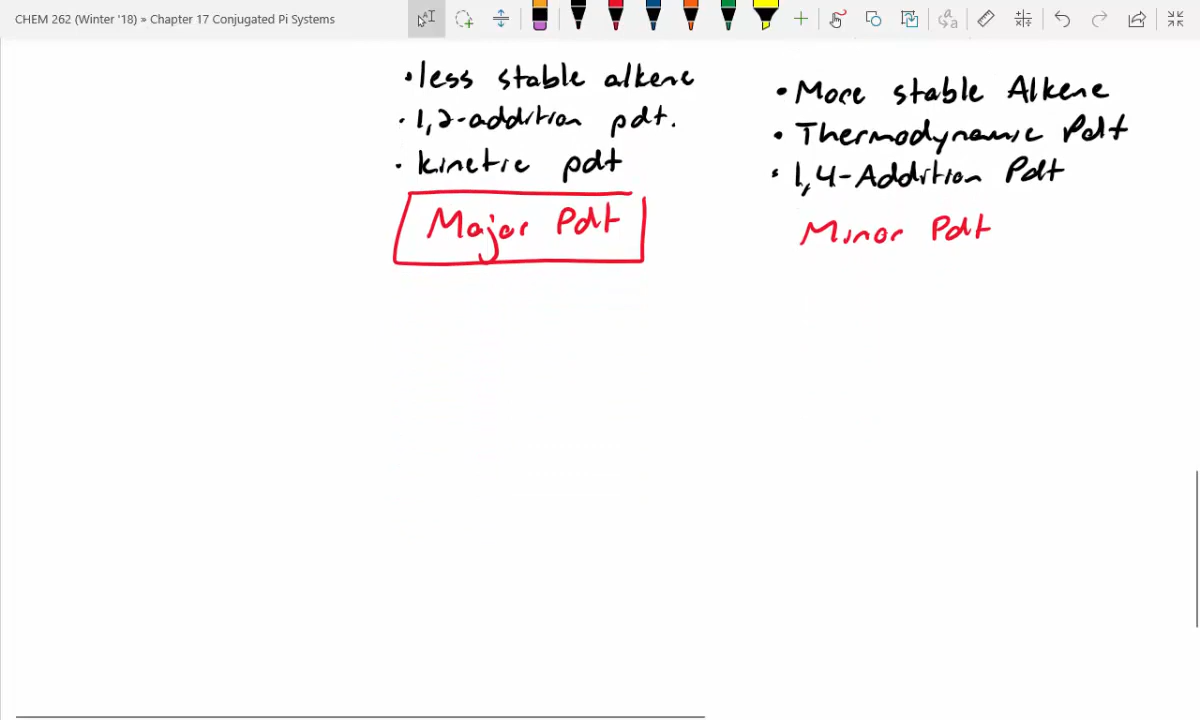 CHEM 262 (Winter '18) » Chapter 17 Conjugated Pi Systems
• less stable alkene
• 1,2-addition pdt.
• kinetic pdt
Major Pdt
• More stable Alkene
• Thermodynamic Pdt
• 1,4-Addition Pdt
Minor Pdt